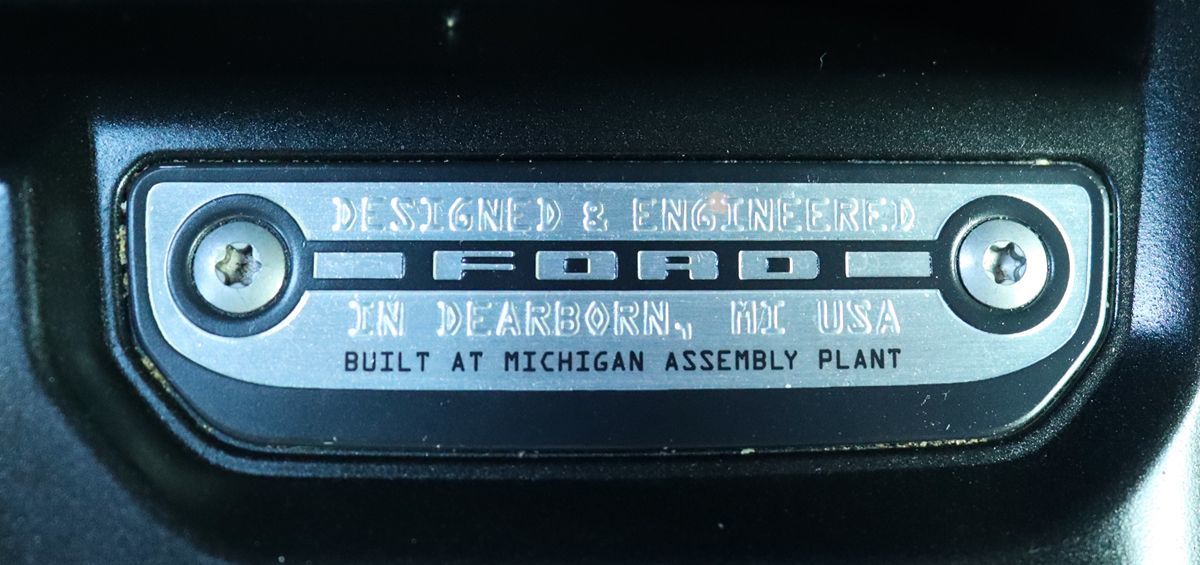 DESIGNED & ENGINEERED
FORD
IN DEARBORN, MI USA
BUILT AT MICHIGAN ASSEMBLY PLANT